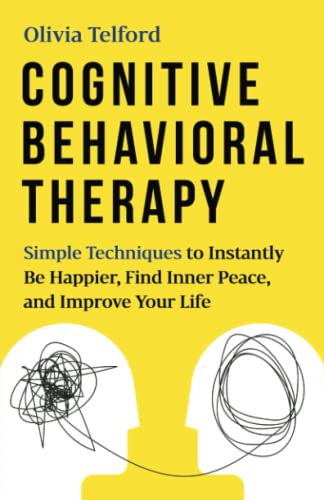 Olivia Telford
COGNITIVE
BEHAVIORAL
THERAPY
Simple Techniques to Instantly
Be Happier, Find Inner Peace,
and Improve Your Life